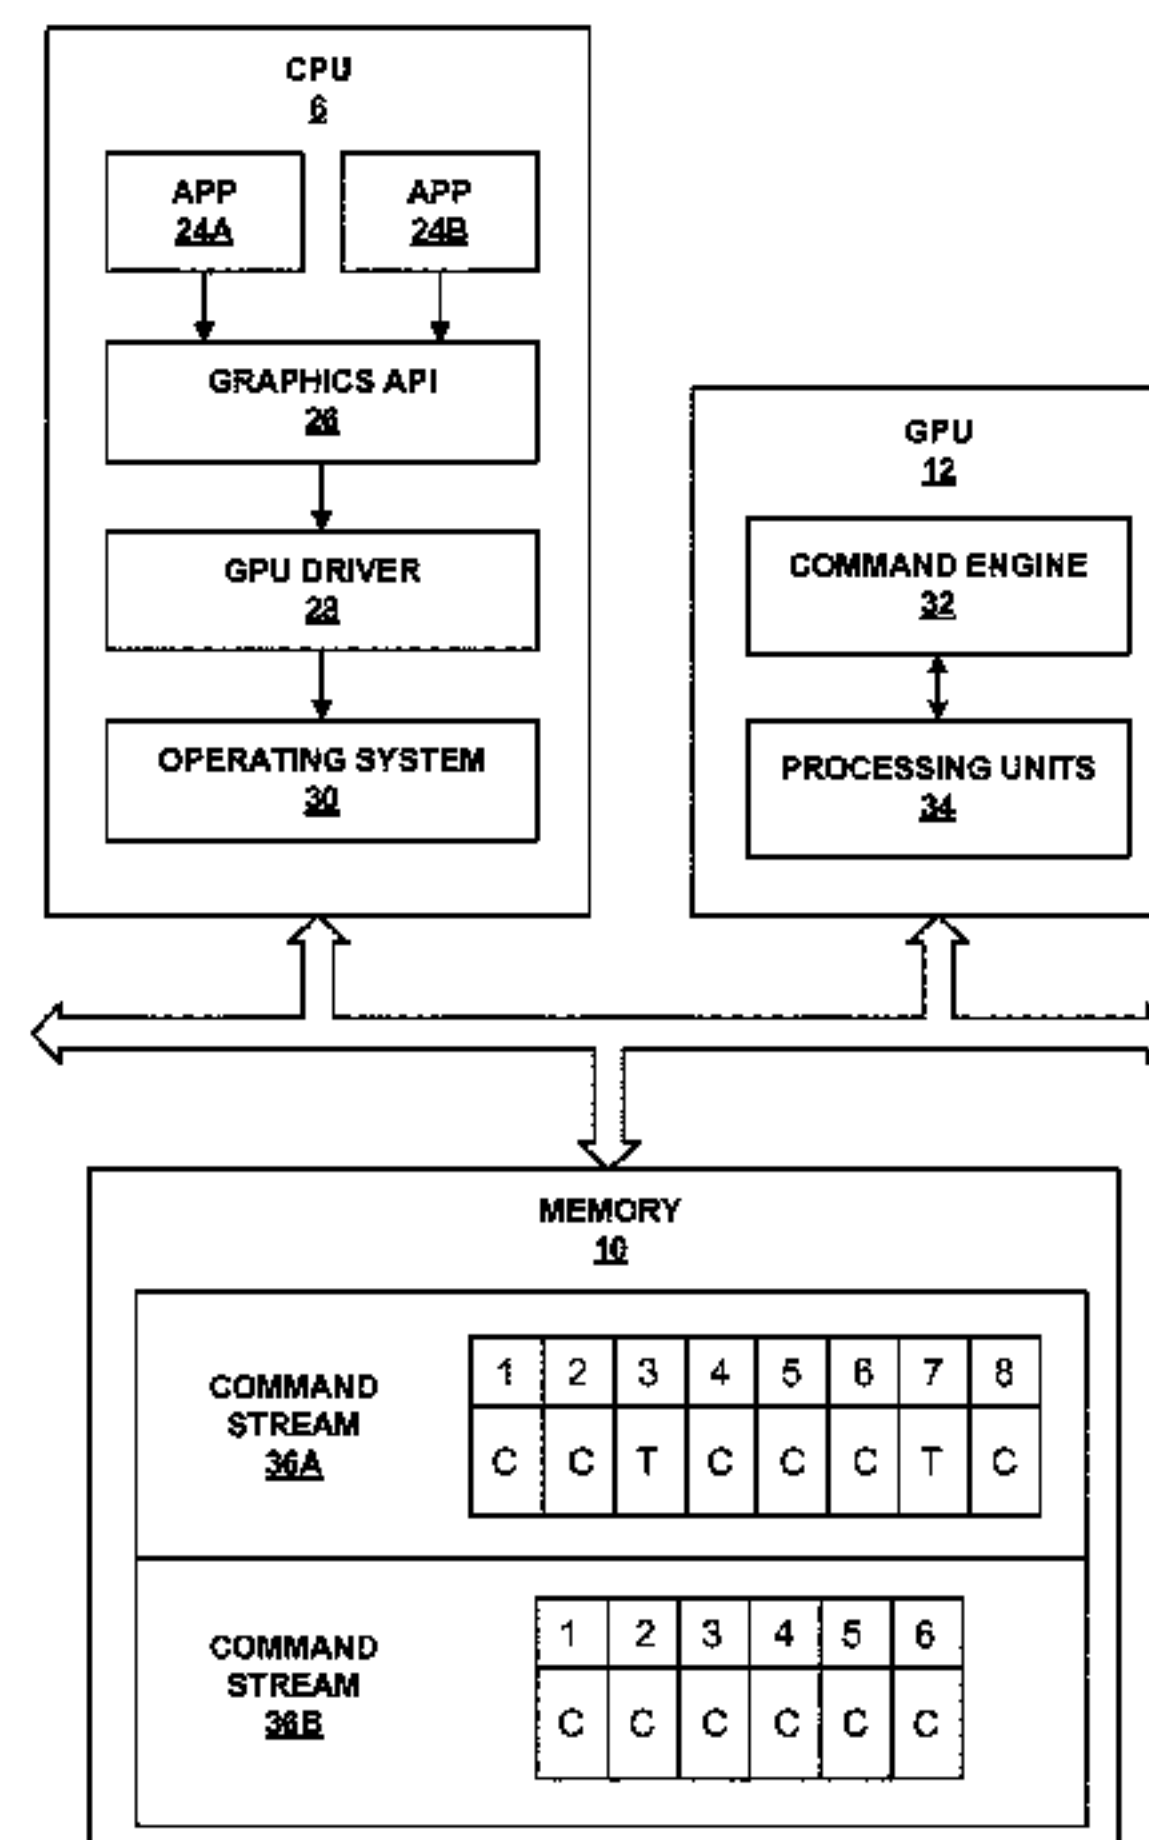 CPU
6
APP
24A
APP
24B
GRAPHICS API
26
GPU DRIVER
28
OPERATING SYSTEM
30
GPU
12
COMMAND ENGINE
32
PROCESSING UNITS
34
MEMORY
10
COMMAND
STREAM
36A
1 2 3 4 5 6 7 8
C C T C C C T C
COMMAND
STREAM
36B
1 2 3 4 5 6
C C C C C C